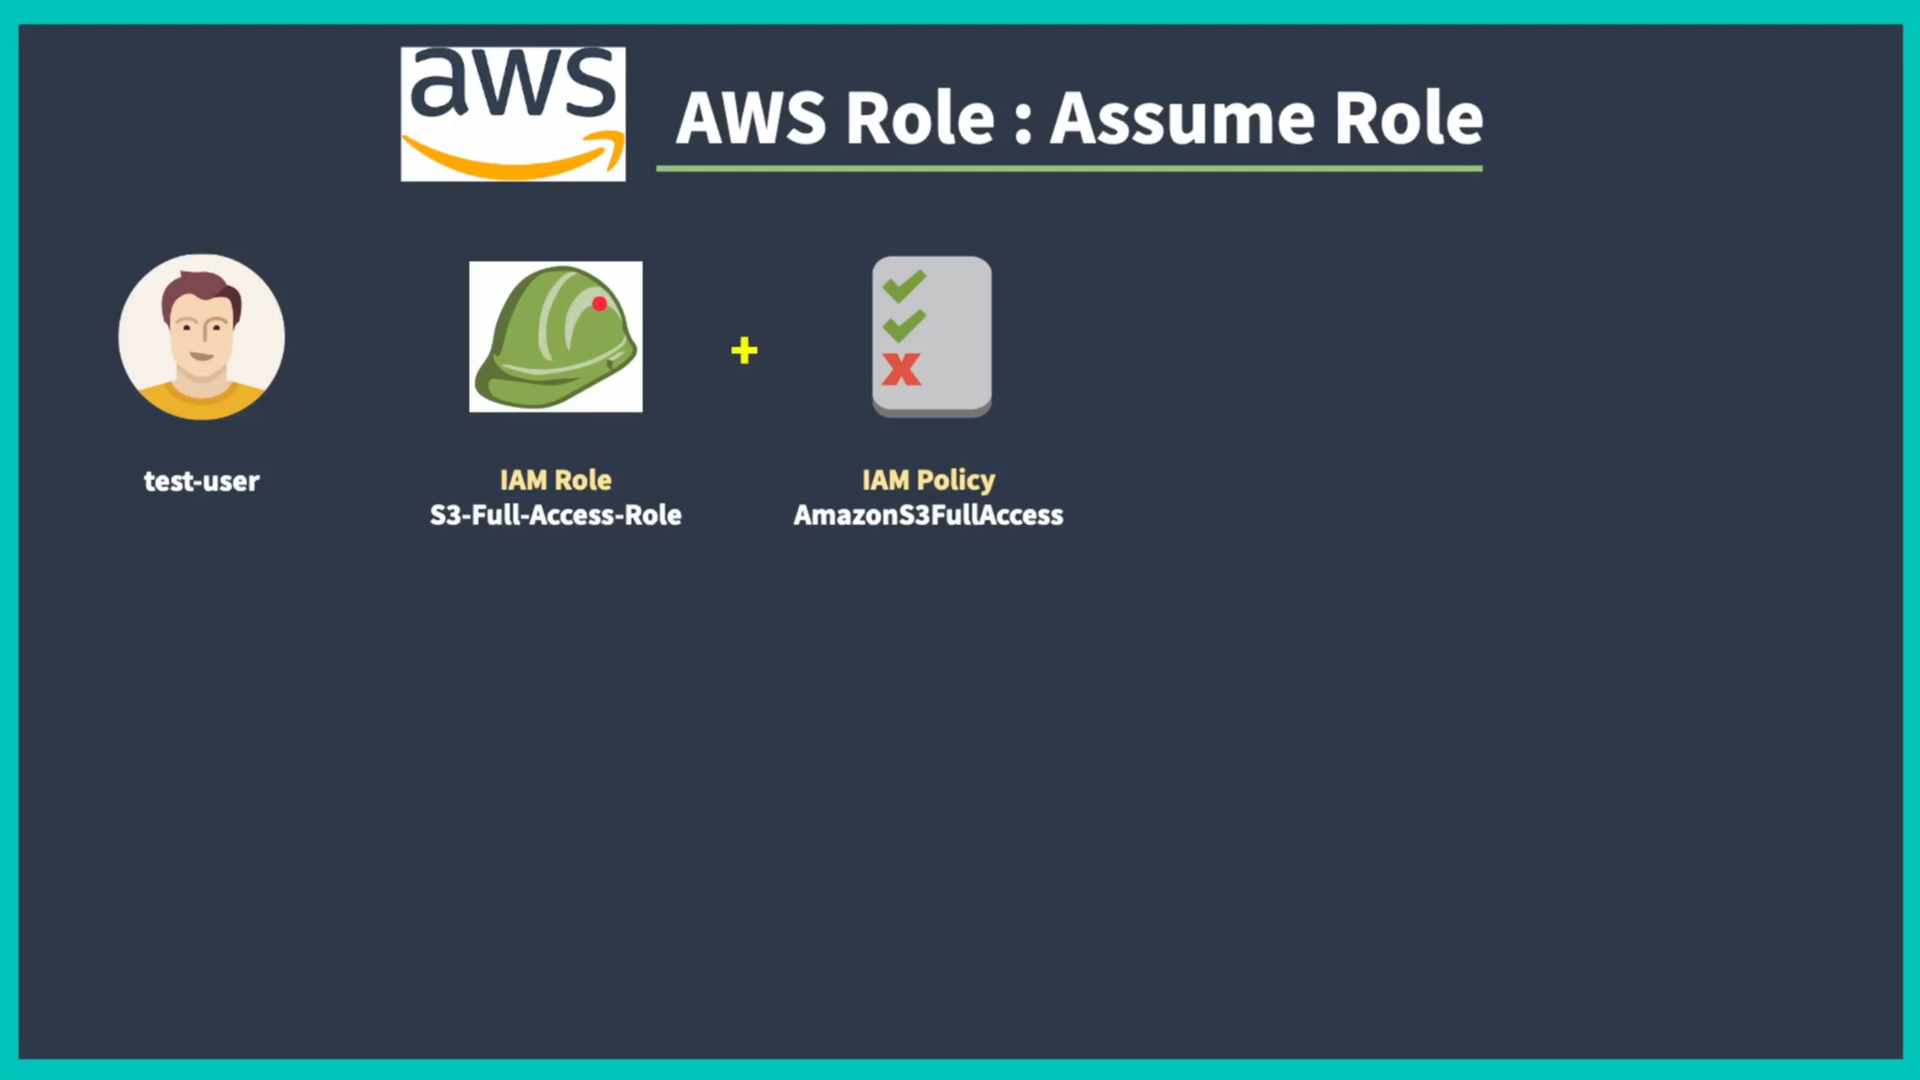 aws
AWS Role : Assume Role
test-user
IAM Role
S3-Full-Access-Role
+
IAM Policy
AmazonS3FullAccess